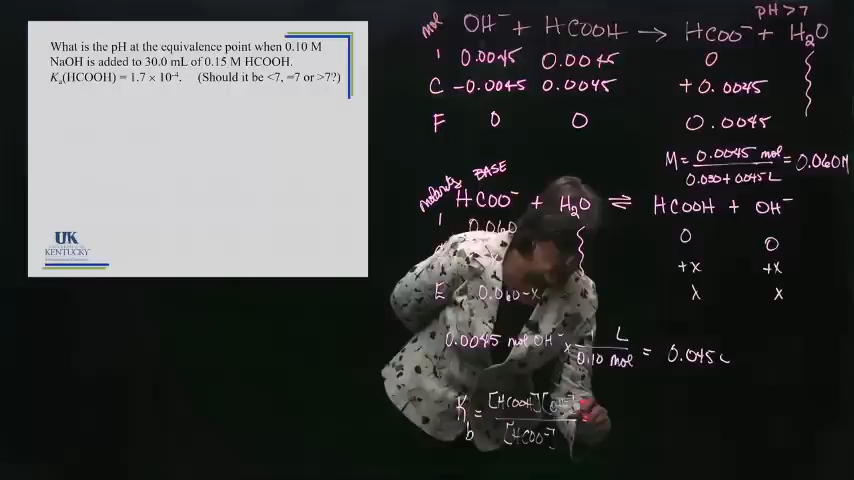 What is the pH at the equivalence point when 0.10 M
NaOH is added to 30.0 mL of 0.15 M HCOOH.
Kₐ(HCOOH) = 1.7 × 10⁻⁴. (Should it be <7, =7 or >7?)
UK
UNIVERSITY OF
KENTUCKY
pH > 7
mol OH⁻ + HCOOH → HCOO⁻ + H₂O
I 0.0045 0.0045 0
C -0.0045 0.0045 +0.0045
F 0 0 0.0045
M = 0.0045 mol / 0.030 + 0.045 L = 0.060M
BASE
molarity HCOO⁻ + H₂O ⇌ HCOOH + OH⁻
I 0.060 0 0
+x +x
E 0.060-x x x
0.0045 mol OH⁻ x 1 L / 0.10 mol = 0.045 L
K_b = [HCOOH][OH⁻] / [HCOO⁻] =